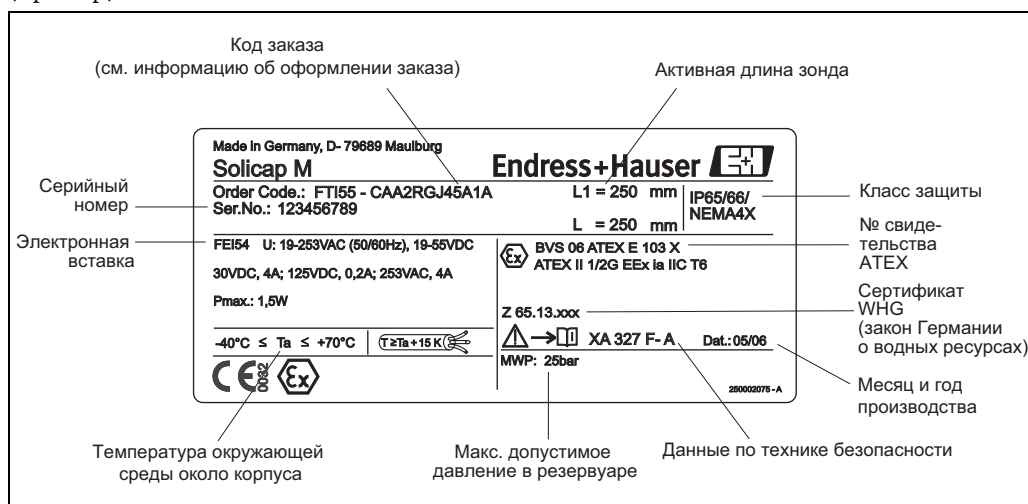 Код заказа
(см. информацию об оформлении заказа)
Активная длина зонда
Made in Germany, D- 79689 Maulburg
Solicap M
Endress+Hauser
Серийный
номер
Order Code.: FTI55 - CAA2RGJ45A1A
Ser.No.: 123456789
L1 = 250 mm
L = 250 mm
IP65/66/
NEMA4X
Класс защиты
Электронная
вставка
FEI54 U: 19-253VAC (50/60Hz), 19-55VDC
30VDC, 4A; 125VDC, 0,2A; 253VAC, 4A
Pmax.: 1,5W
Ex
BVS 06 ATEX E 103 X
ATEX II 1/2G EEx ia IIC T6
№ свиде-
тельства
ATEX
Z 65.13.xxx
Сертификат
WHG
(закон Германии
о водных ресурсах)
-40°C ≤ Ta ≤ +70°C
T≥Ta+15 K
XA 327 F- A
Dat.: 05/06
CE 0032
Ex
MWP: 25bar
250002075 - A
Месяц и год
производства
Температура окружающей
среды около корпуса
Макс. допустимое
давление в резервуаре
Данные по технике безопасности